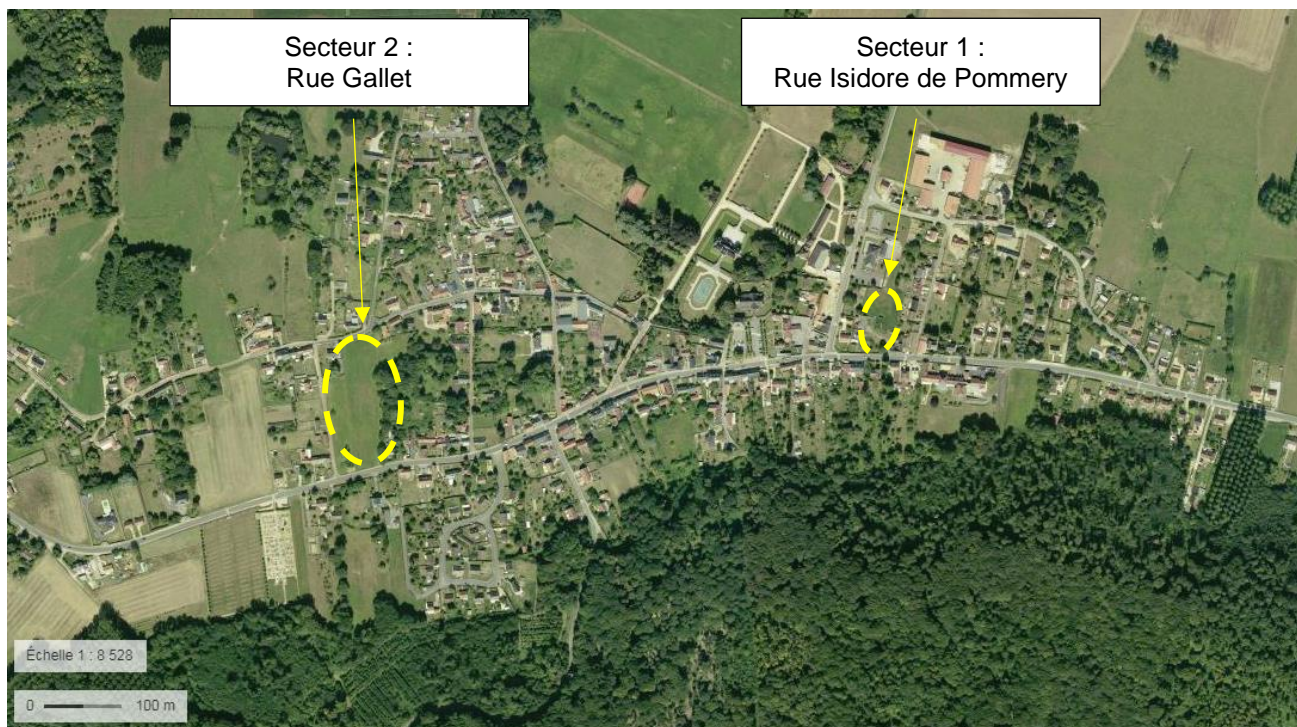 Secteur 2 :
Rue Gallet
Secteur 1 :
Rue Isidore de Pommery
Échelle 1 : 8 528
0 100 m